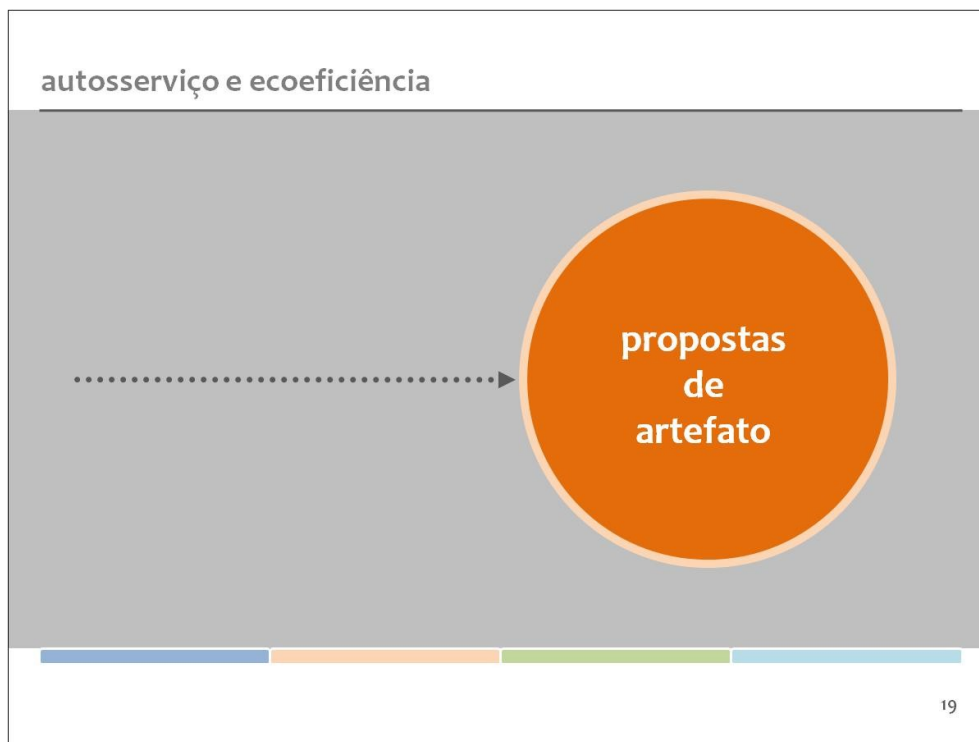 autosserviço e ecoeficiência
propostas
de
artefato
19